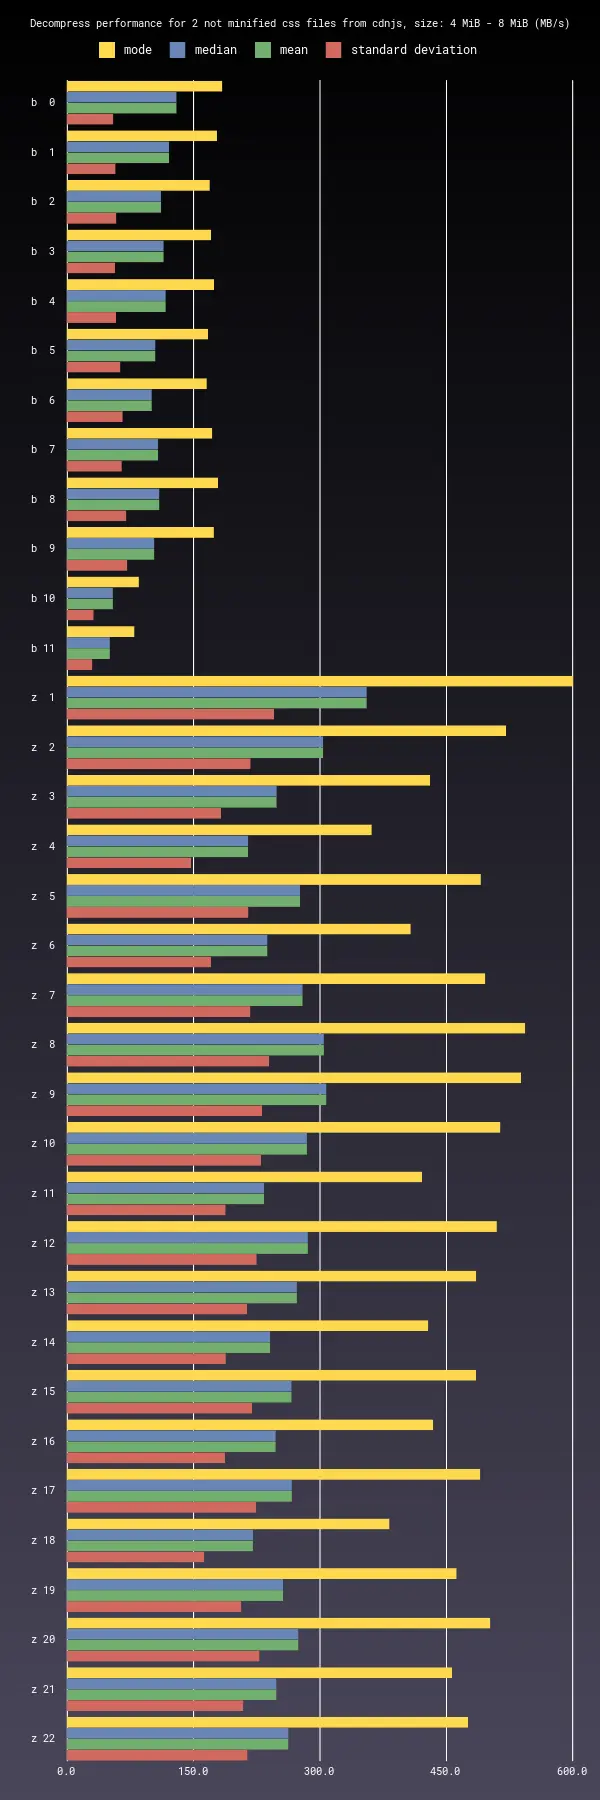 Decompress performance for 2 not minified css files from cdnjs, size: 4 MiB - 8 MiB (MB/s)
mode median mean standard deviation
b 0
b 1
b 2
b 3
b 4
b 5
b 6
b 7
b 8
b 9
b 10
b 11
z 1
z 2
z 3
z 4
z 5
z 6
z 7
z 8
z 9
z 10
z 11
z 12
z 13
z 14
z 15
z 16
z 17
z 18
z 19
z 20
z 21
z 22
0.0 150.0 300.0 450.0 600.0